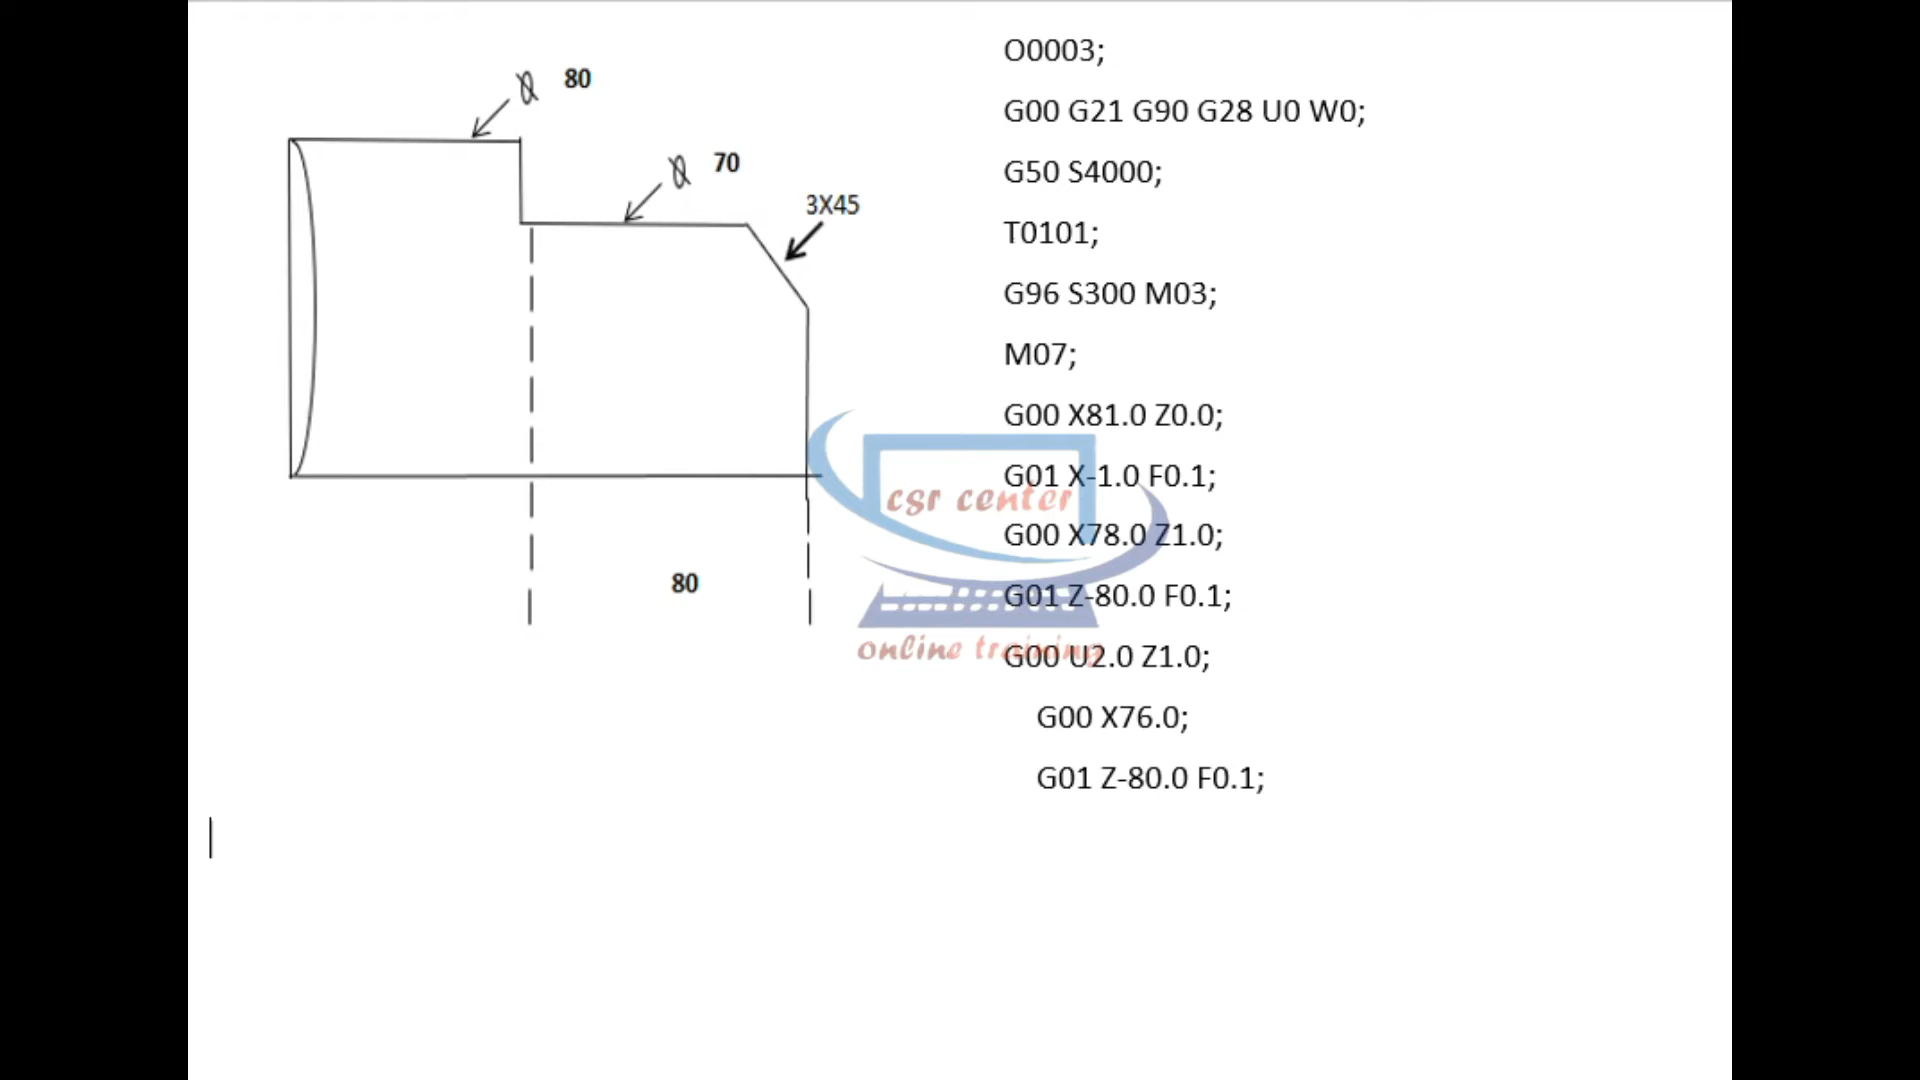 80
70
3X45
80
O0003;
G00 G21 G90 G28 U0 W0;
G50 S4000;
T0101;
G96 S300 M03;
M07;
G00 X81.0 Z0.0;
G01 X-1.0 F0.1;
G00 X78.0 Z1.0;
G01 Z-80.0 F0.1;
G00 U2.0 Z1.0;
G00 X76.0;
G01 Z-80.0 F0.1;
csr center
online training